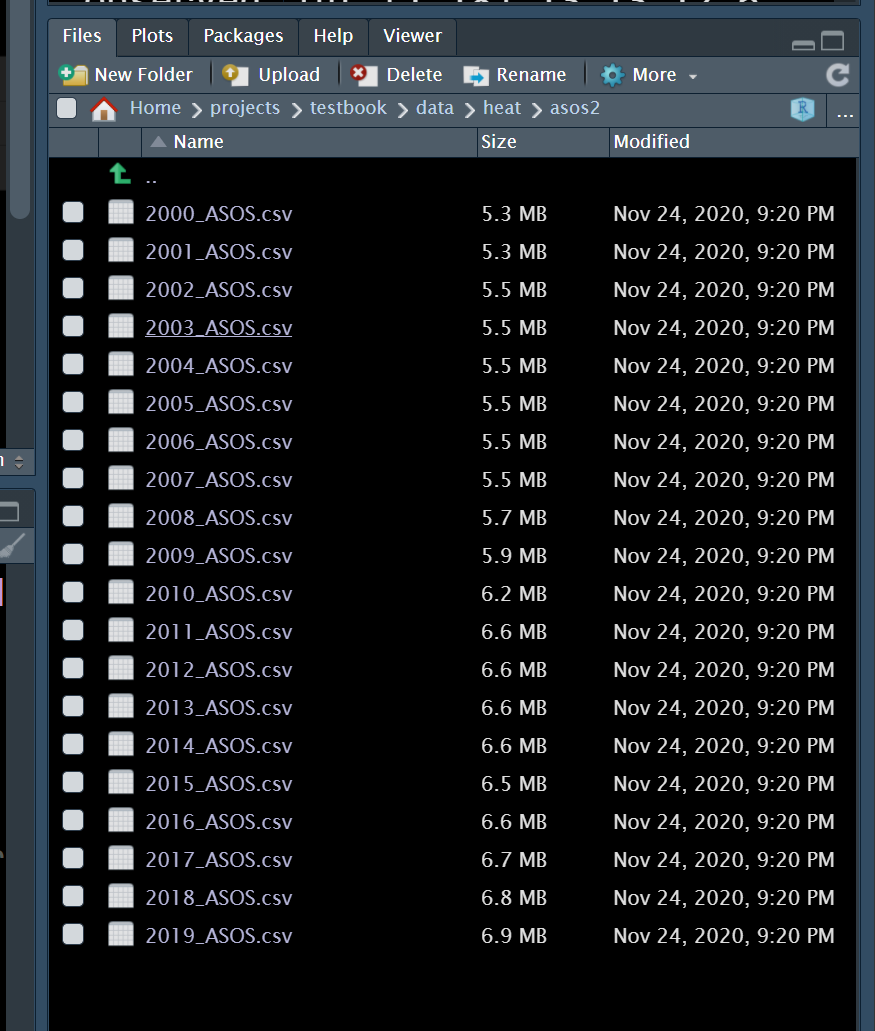 Files Plots Packages Help Viewer
New Folder Upload Delete Rename More
Home projects testbook data heat asos2 R ...
Name Size Modified
..
2000_ASOS.csv 5.3 MB Nov 24, 2020, 9:20 PM
2001_ASOS.csv 5.3 MB Nov 24, 2020, 9:20 PM
2002_ASOS.csv 5.5 MB Nov 24, 2020, 9:20 PM
2003_ASOS.csv 5.5 MB Nov 24, 2020, 9:20 PM
2004_ASOS.csv 5.5 MB Nov 24, 2020, 9:20 PM
2005_ASOS.csv 5.5 MB Nov 24, 2020, 9:20 PM
2006_ASOS.csv 5.5 MB Nov 24, 2020, 9:20 PM
2007_ASOS.csv 5.5 MB Nov 24, 2020, 9:20 PM
2008_ASOS.csv 5.7 MB Nov 24, 2020, 9:20 PM
2009_ASOS.csv 5.9 MB Nov 24, 2020, 9:20 PM
2010_ASOS.csv 6.2 MB Nov 24, 2020, 9:20 PM
2011_ASOS.csv 6.6 MB Nov 24, 2020, 9:20 PM
2012_ASOS.csv 6.6 MB Nov 24, 2020, 9:20 PM
2013_ASOS.csv 6.6 MB Nov 24, 2020, 9:20 PM
2014_ASOS.csv 6.6 MB Nov 24, 2020, 9:20 PM
2015_ASOS.csv 6.5 MB Nov 24, 2020, 9:20 PM
2016_ASOS.csv 6.6 MB Nov 24, 2020, 9:20 PM
2017_ASOS.csv 6.7 MB Nov 24, 2020, 9:20 PM
2018_ASOS.csv 6.8 MB Nov 24, 2020, 9:20 PM
2019_ASOS.csv 6.9 MB Nov 24, 2020, 9:20 PM